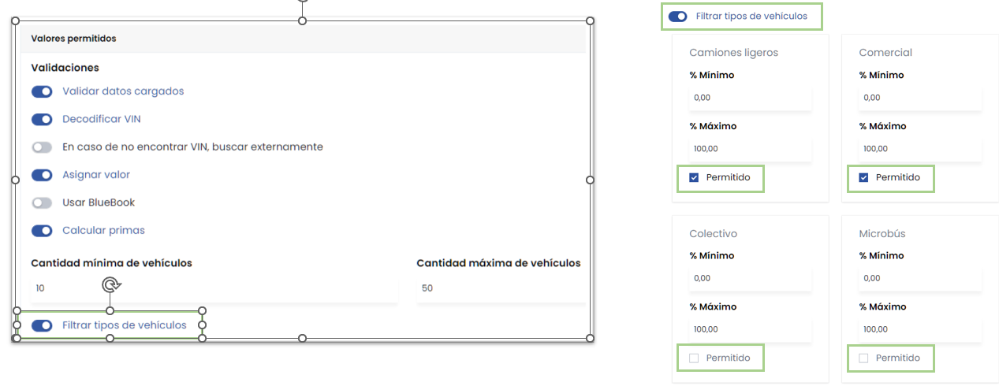 Valores permitidos
Validaciones
Validar datos cargados
Decodificar VIN
En caso de no encontrar VIN, buscar externamente
Asignar valor
Usar BlueBook
Calcular primas
Cantidad mínima de vehículos
Cantidad máxima de vehículos
10
50
Filtrar tipos de vehículos
Filtrar tipos de vehículos
Camiones ligeros
% Mínimo
0,00
% Máximo
100,00
Permitido
Comercial
% Mínimo
0,00
% Máximo
100,00
Permitido
Colectivo
% Mínimo
0,00
% Máximo
100,00
Permitido
Microbús
% Mínimo
0,00
% Máximo
100,00
Permitido